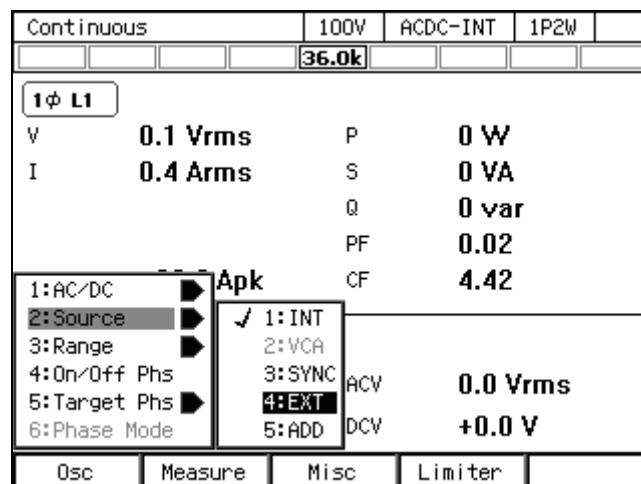 Continuous 100V ACDC-INT 1P2W
36.0k
1ϕ L1
V 0.1 Vrms P 0 W
I 0.4 Arms S 0 VA
Q 0 var
PF 0.02
Apk CF 4.42
1:AC/DC
2:Source
3:Range
4:On/Off Phs
5:Target Phs
6:Phase Mode
✓ 1:INT
2:VCA
3:SYNC
4:EXT
5:ADD
ACV 0.0 Vrms
DCV +0.0 V
Osc Measure Misc Limiter